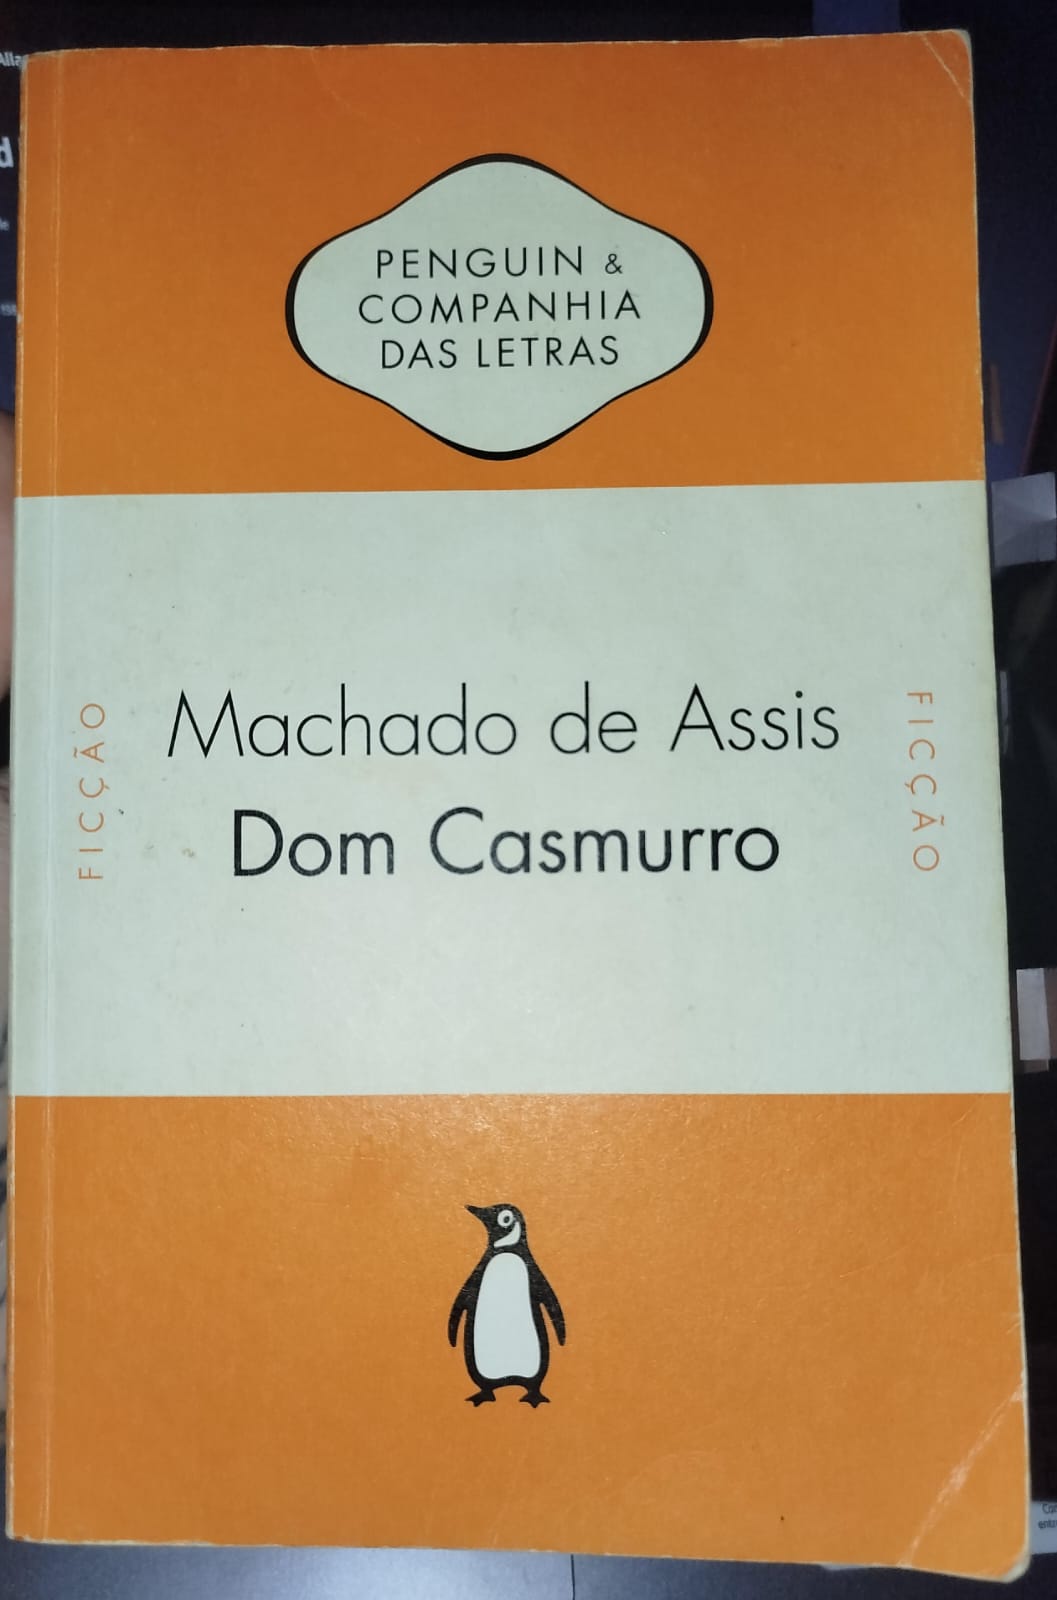 PENGUIN &
COMPANHIA
DAS LETRAS
FICÇÃO
Machado de Assis
Dom Casmurro
FICÇÃO